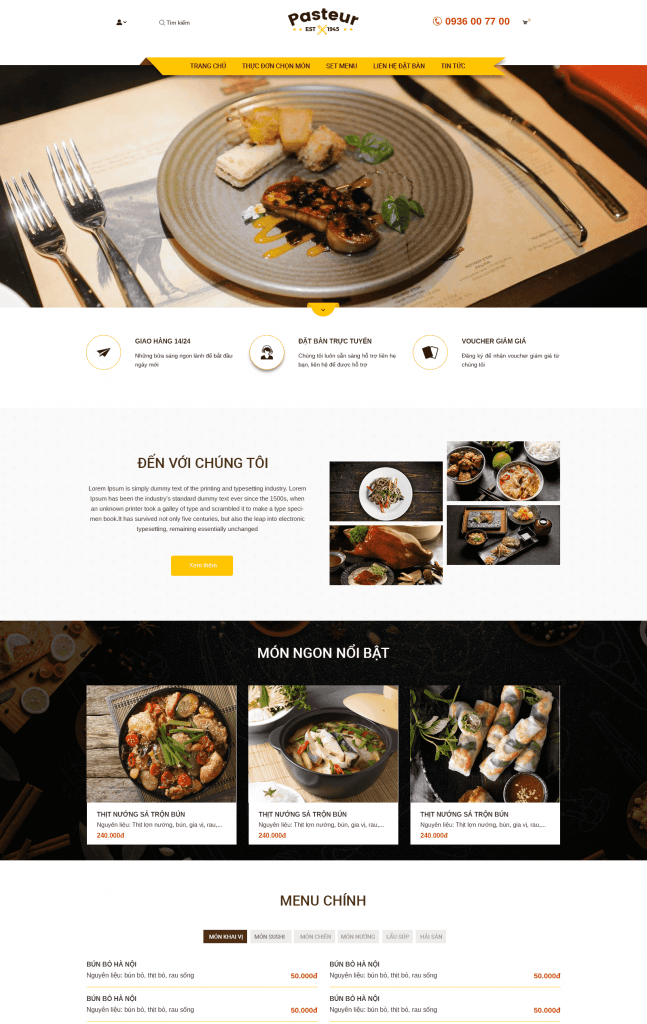 Tìm kiếm
Pasteur
EST 1945
0936 00 77 00
0
TRANG CHỦ
THỰC ĐƠN CHỌN MÓN
SET MENU
LIÊN HỆ ĐẶT BÀN
TIN TỨC
GIAO HÀNG 14/24
Những bữa sáng ngon lành để bắt đầu
ngày mới
ĐẶT BÀN TRỰC TUYẾN
Chúng tôi luôn sẵn sàng hỗ trợ liên hệ
bạn, liên hệ để được hỗ trợ
VOUCHER GIẢM GIÁ
Đăng ký để nhận voucher giảm giá từ
chúng tôi
ĐẾN VỚI CHÚNG TÔI
Lorem Ipsum is simply dummy text of the printing and typesetting industry. Lorem
Ipsum has been the industry's standard dummy text ever since the 1500s, when
an unknown printer took a galley of type and scrambled it to make a type speci-
men book.It has survived not only five centuries, but also the leap into electronic
typesetting, remaining essentially unchanged
Xem thêm
MÓN NGON NỔI BẬT
THỊT NƯỚNG SẢ TRỘN BÚN
Nguyên liệu: Thịt lợn nướng, bún, gia vị, rau,...
240.000đ
THỊT NƯỚNG SẢ TRỘN BÚN
Nguyên liệu: Thịt lợn nướng, bún, gia vị, rau,...
240.000đ
THỊT NƯỚNG SẢ TRỘN BÚN
Nguyên liệu: Thịt lợn nướng, bún, gia vị, rau,...
240.000đ
MENU CHÍNH
MÓN KHAI VỊ
MÓN SUSHI
MÓN CHIÊN
MÓN NƯỚNG
LẨU SÚP
HẢI SẢN
BÚN BÒ HÀ NỘI
Nguyên liệu: bún bò, thịt bò, rau sống
50.000đ
BÚN BÒ HÀ NỘI
Nguyên liệu: bún bò, thịt bò, rau sống
50.000đ
BÚN BÒ HÀ NỘI
Nguyên liệu: bún bò, thịt bò, rau sống
50.000đ
BÚN BÒ HÀ NỘI
Nguyên liệu: bún bò, thịt bò, rau sống
50.000đ